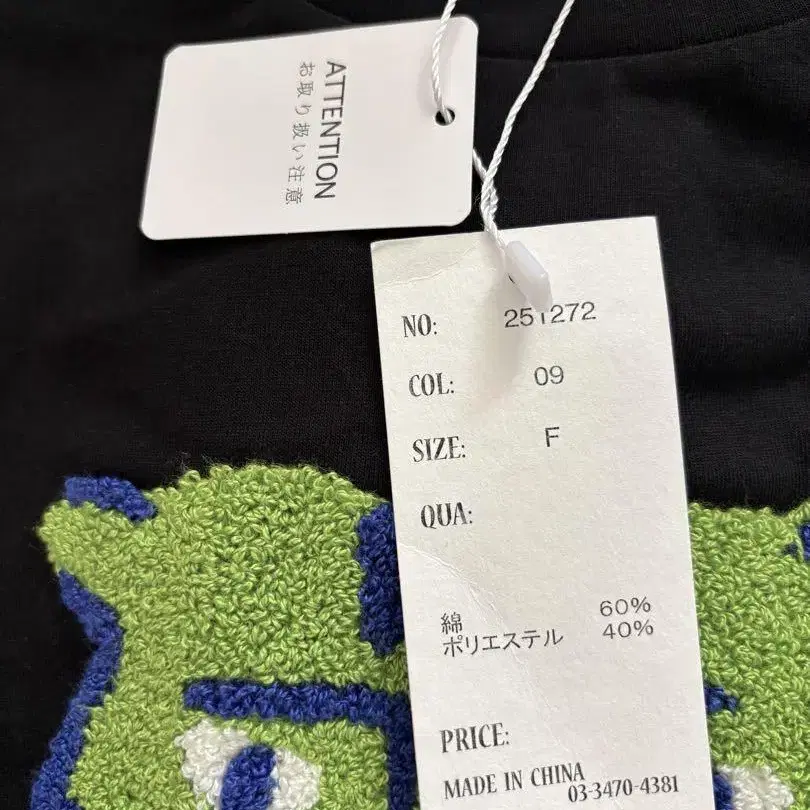 ATTENTION
お取り扱い注意
NO: 251272
COL: 09
SIZE: F
QUA:
綿 60%
ポリエステル 40%
PRICE:
MADE IN CHINA
03-3470-4381